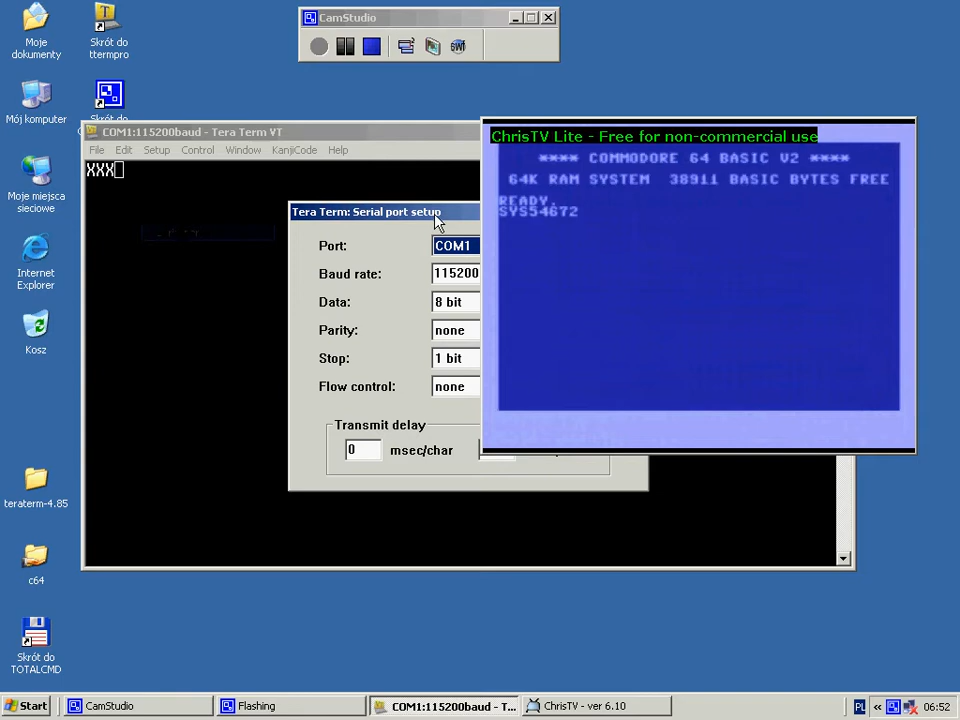 Moje
dokumenty
Skrót do
ttermpro
CamStudio
Mój komputer
Skrót do
COM1:115200baud - Tera Term VT
File Edit Setup Control Window KanjiCode Help
XXX
ChrisTV Lite - Free for non-commercial use
**** COMMODORE 64 BASIC V2 ****
64K RAM SYSTEM 38911 BASIC BYTES FREE
READY.
SYS54672
Moje miejsca
sieciowe
Tera Term: Serial port setup
Port: COM1
Baud rate: 115200
Data: 8 bit
Parity: none
Stop: 1 bit
Flow control: none
Transmit delay
0 msec/char
Internet
Explorer
Kosz
teraterm-4.85
c64
Skrót do
TOTALCMD
Start CamStudio Flashing COM1:115200baud - T... ChrisTV - ver 6.10 PL « 06:52